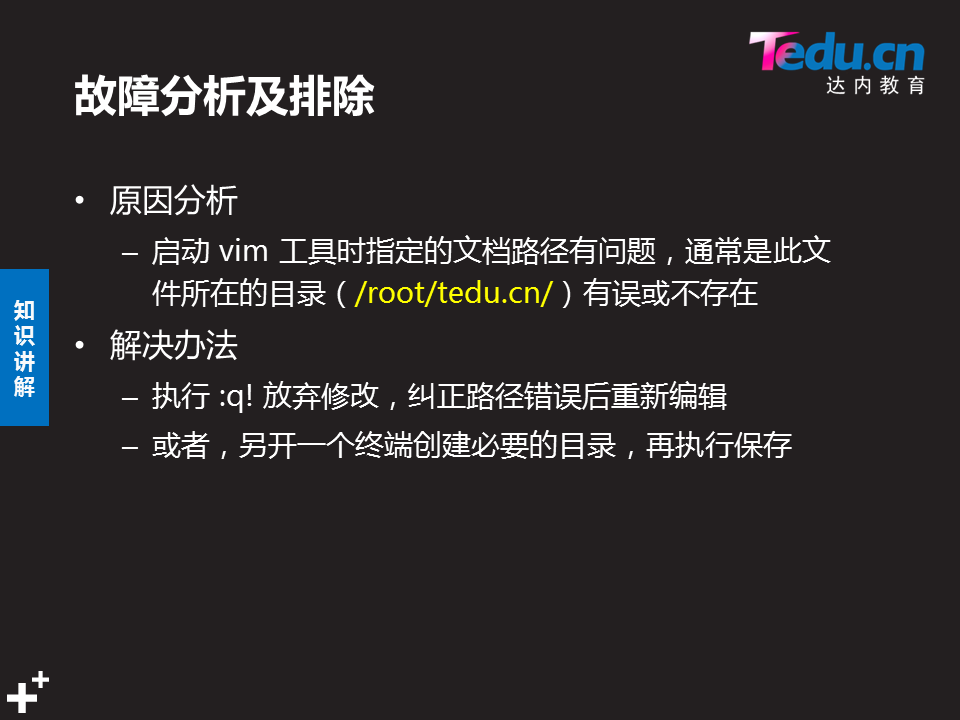 Tedu.cn
达内教育
故障分析及排除
• 原因分析
– 启动 vim 工具时指定的文档路径有问题，通常是此文
件所在的目录（/root/tedu.cn/）有误或不存在
• 解决办法
– 执行 :q! 放弃修改，纠正路径错误后重新编辑
– 或者，另开一个终端创建必要的目录，再执行保存
知
识
讲
解